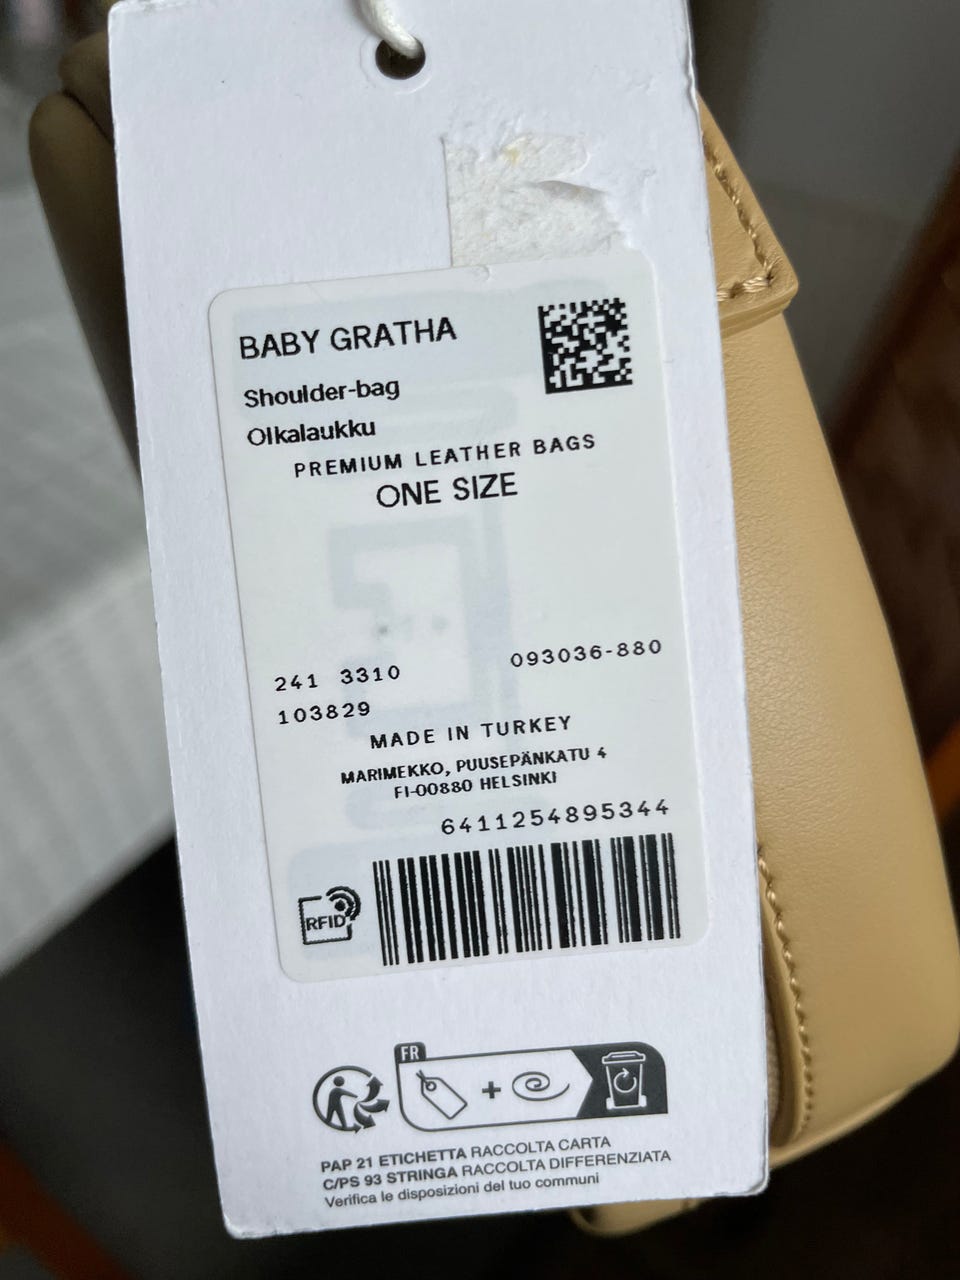 BABY GRATHA
Shoulder-bag
Olkalaukku
PREMIUM LEATHER BAGS
ONE SIZE
241 3310
093036-880
103829
MADE IN TURKEY
MARIMEKKO, PUUSEPÄNKATU 4
FI-00880 HELSINKI
6411254895344
RFID
FR
PAP 21 ETICHETTA RACCOLTA CARTA
C/PS 93 STRINGA RACCOLTA DIFFERENZIATA
Verifica le disposizioni del tuo communi